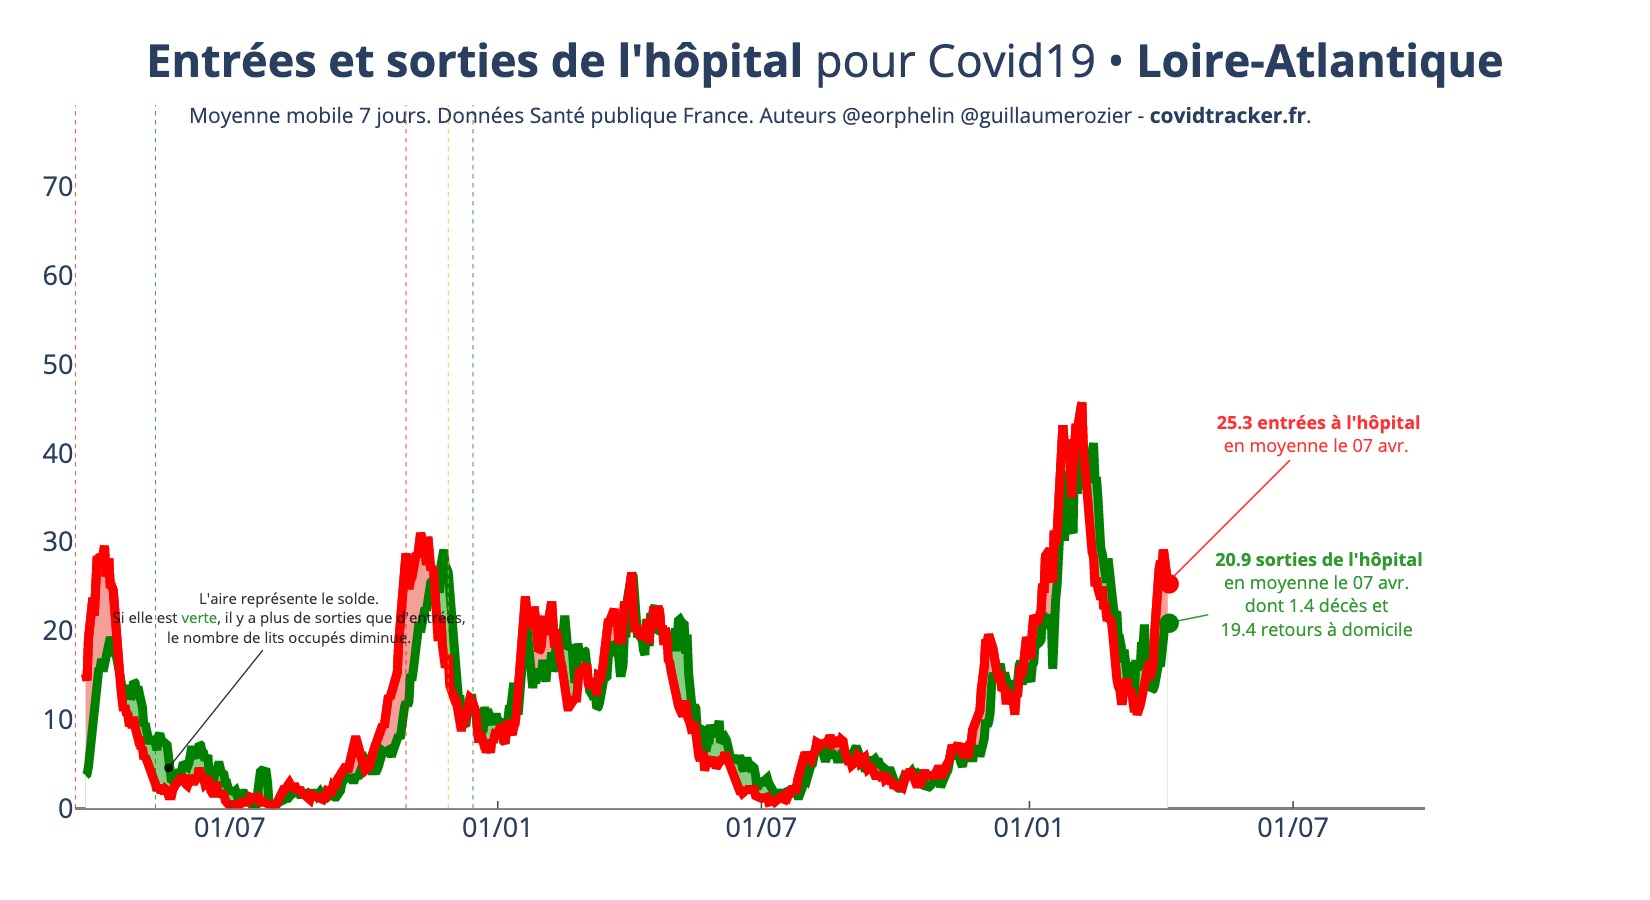 Entrées et sorties de l'hôpital pour Covid19 • Loire-Atlantique
Moyenne mobile 7 jours. Données Santé publique France. Auteurs @eorphelin @guillaumerozier - covidtracker.fr.
70
60
50
40
30
20
10
0
L'aire représente le solde.
Si elle est verte, il y a plus de sorties que d'entrées,
le nombre de lits occupés diminue.
25.3 entrées à l'hôpital
en moyenne le 07 avr.
20.9 sorties de l'hôpital
en moyenne le 07 avr.
dont 1.4 décès et
19.4 retours à domicile
01/07
01/01
01/07
01/01
01/07